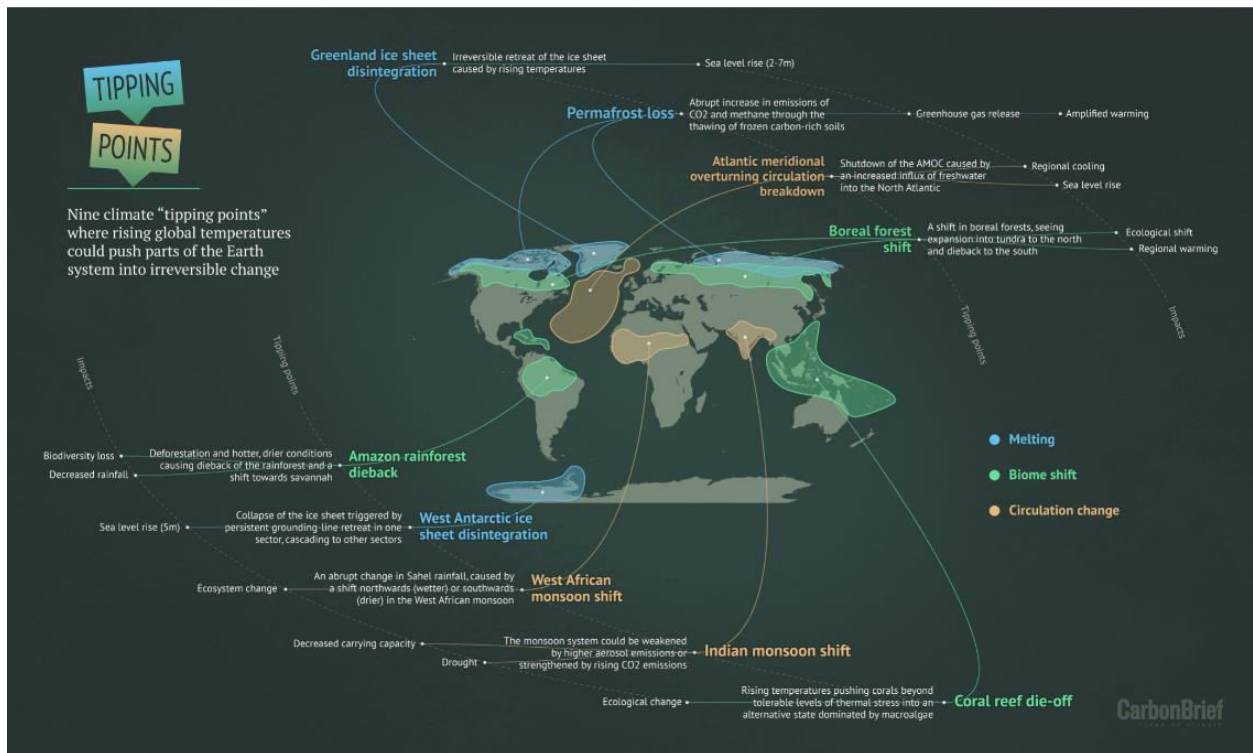 TIPPING
POINTS
Nine climate “tipping points”
where rising global temperatures
could push parts of the Earth
system into irreversible change
Greenland ice sheet
disintegration
Irreversible retreat of the ice sheet
caused by rising temperatures
Sea level rise (2-7m)
Permafrost loss
Abrupt increase in emissions of
CO2 and methane through the
thawing of frozen carbon-rich soils
Greenhouse gas release
Amplified warming
Atlantic meridional
overturning circulation
breakdown
Shutdown of the AMOC caused by
an increased influx of freshwater
into the North Atlantic
Regional cooling
Sea level rise
Boreal forest
shift
A shift in boreal forests, seeing
expansion into tundra to the north
and dieback to the south
Ecological shift
Regional warming
Tipping points
Impacts
Impacts
Tipping points
Melting
Biome shift
Circulation change
Biodiversity loss
Decreased rainfall
Deforestation and hotter, drier conditions
causing dieback of the rainforest and a
shift towards savannah
Amazon rainforest
dieback
Sea level rise (5m)
Collapse of the ice sheet triggered by
persistent grounding-line retreat in one
sector, cascading to other sectors
West Antarctic ice
sheet disintegration
Ecosystem change
An abrupt change in Sahel rainfall, caused by
a shift northwards (wetter) or southwards
(drier) in the West African monsoon
West African
monsoon shift
Decreased carrying capacity
Drought
The monsoon system could be weakened
by higher aerosol emissions or
strengthened by rising CO2 emissions
Indian monsoon shift
Ecological change
Rising temperatures pushing corals beyond
tolerable levels of thermal stress into an
alternative state dominated by macroalgae
Coral reef die-off
CarbonBrief